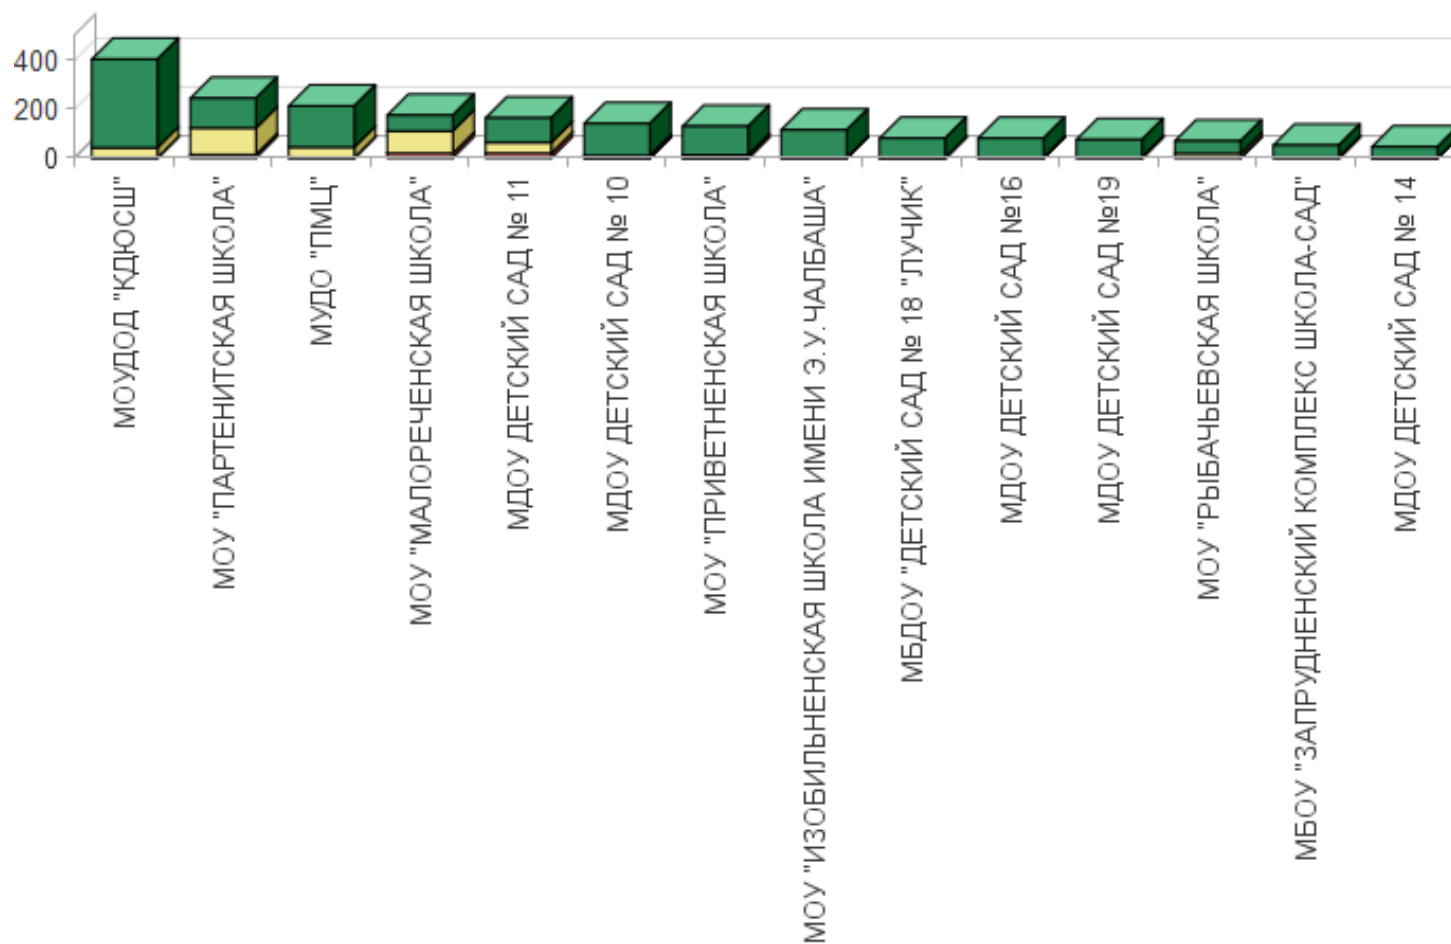 400
200
0
МОУДОД "КДЮСШ"
МОУ "ПАРТЕНИТСКАЯ ШКОЛА"
МУДО "ПМЦ"
МОУ "МАЛОРЕЧЕНСКАЯ ШКОЛА"
МДОУ ДЕТСКИЙ САД № 11
МДОУ ДЕТСКИЙ САД № 10
МОУ "ПРИВЕТНЕНСКАЯ ШКОЛА"
МОУ "ИЗОБИЛЬНЕНСКАЯ ШКОЛА ИМЕНИ Э.У.ЧАЛБАША"
МБДОУ "ДЕТСКИЙ САД № 18 "ЛУЧИК"
МДОУ ДЕТСКИЙ САД №16
МДОУ ДЕТСКИЙ САД №19
МОУ "РЫБАЧЬЕВСКАЯ ШКОЛА"
МБОУ "ЗАПРУДНЕНСКИЙ КОМПЛЕКС ШКОЛА-САД"
МДОУ ДЕТСКИЙ САД № 14